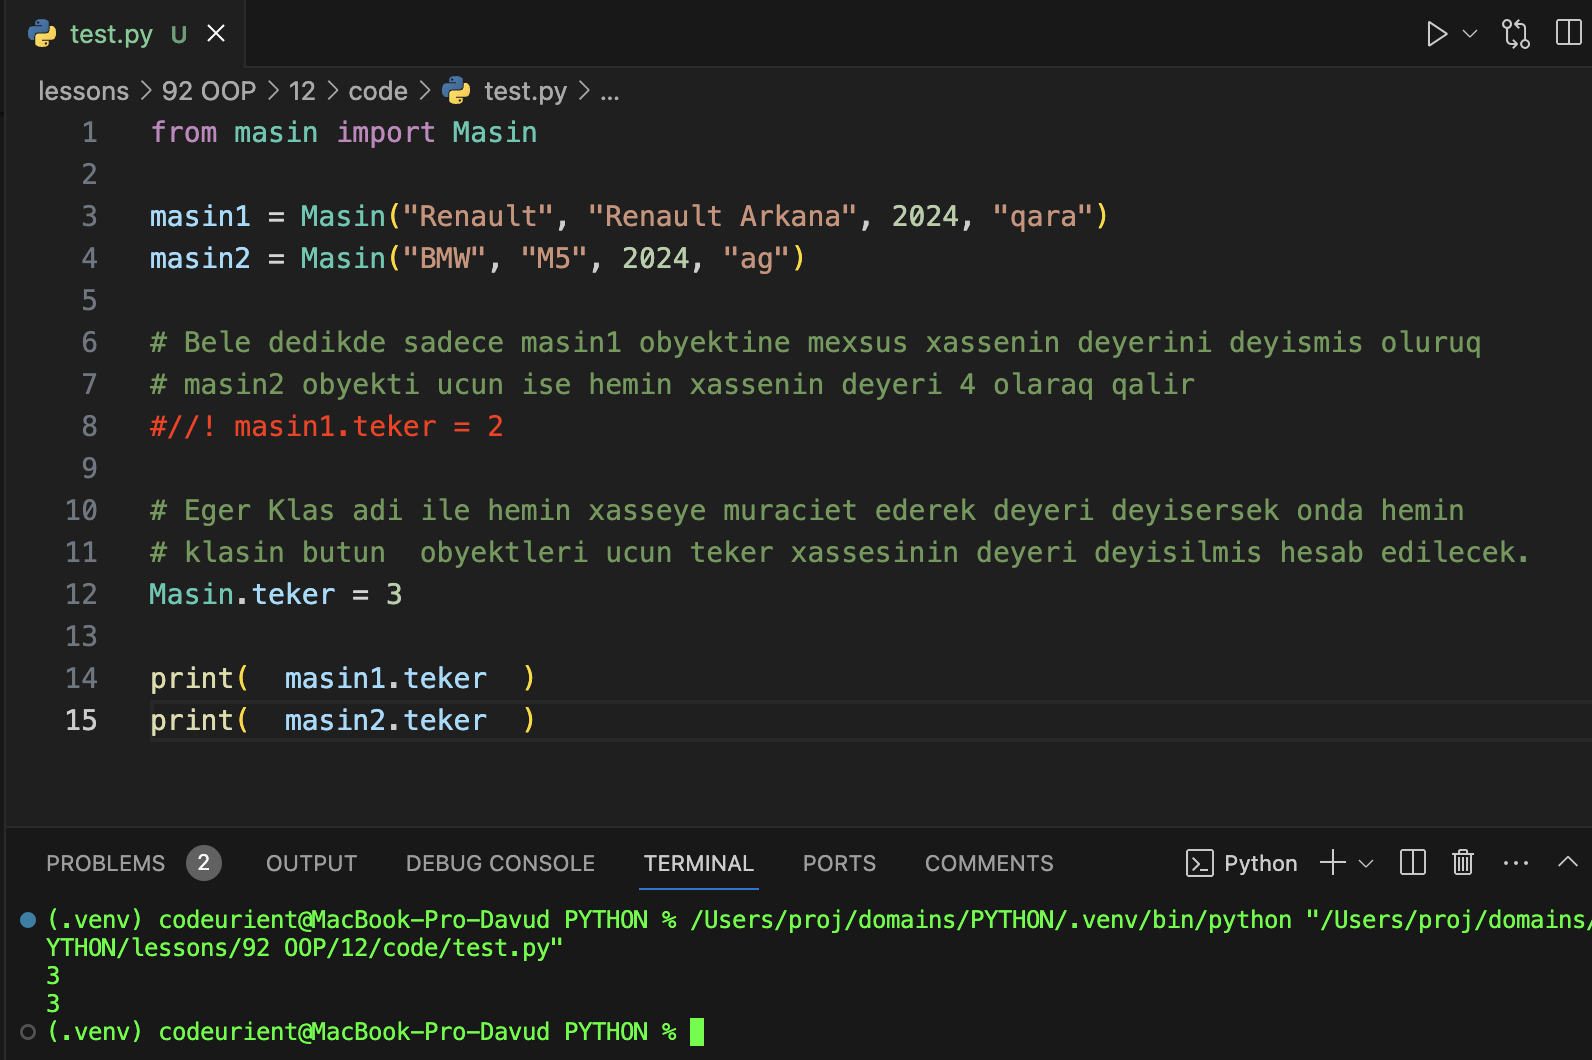 test.py U
lessons > 92 OOP > 12 > code > test.py > ...
1 from masin import Masin
2
3 masin1 = Masin("Renault", "Renault Arkana", 2024, "qara")
4 masin2 = Masin("BMW", "M5", 2024, "ag")
5
6 # Bele dedikde sadece masin1 obyektine mexsus xassenin deyerini deyismis oluruq
7 # masin2 obyekti ucun ise hemin xassenin deyeri 4 olaraq qalir
8 #//! masin1.teker = 2
9
10 # Eger Klas adi ile hemin xasseye muraciet ederek deyeri deyisersek onda hemin
11 # klasin butun  obyektleri ucun teker xassesinin deyeri deyisilmis hesab edilecek.
12 Masin.teker = 3
13
14 print(  masin1.teker  )
15 print(  masin2.teker  )
PROBLEMS 2 OUTPUT DEBUG CONSOLE TERMINAL PORTS COMMENTS Python
(.venv) codeurient@MacBook-Pro-Davud PYTHON % /Users/proj/domains/PYTHON/.venv/bin/python "/Users/proj/domains/
YTHON/lessons/92 OOP/12/code/test.py"
3
3
(.venv) codeurient@MacBook-Pro-Davud PYTHON %